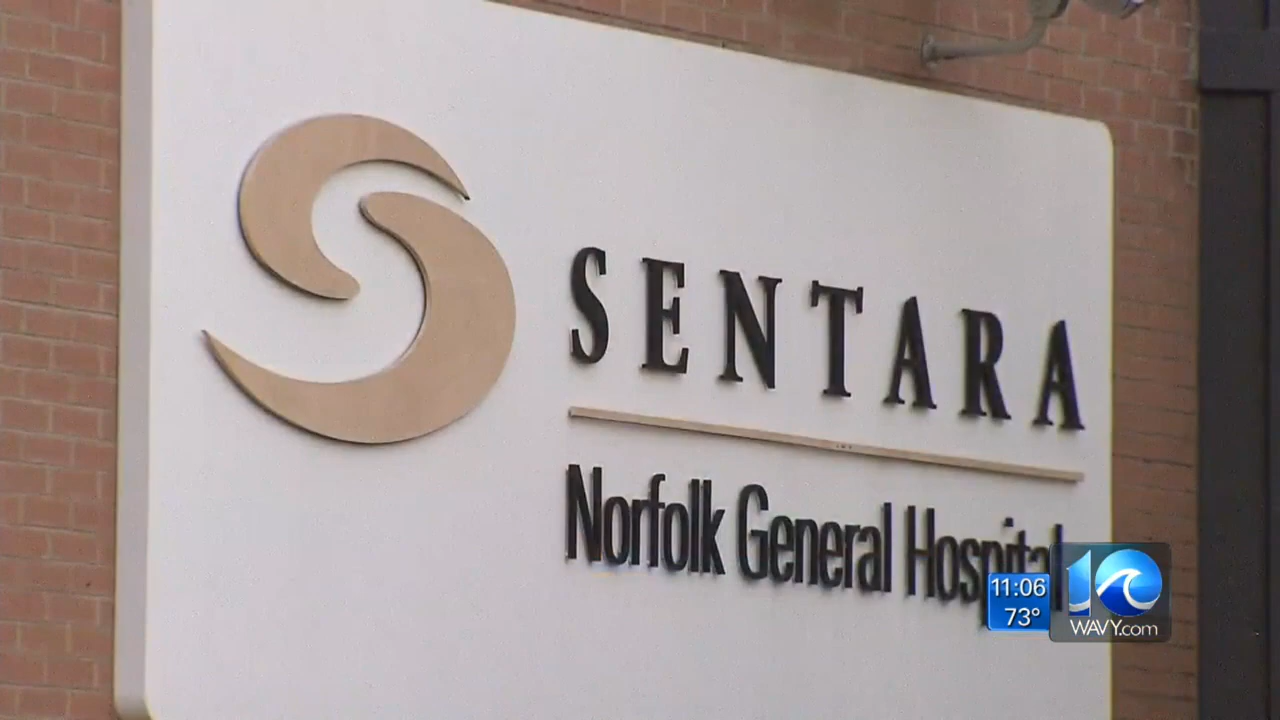 SENTARA
Norfolk General Hospital
11:06
73°
10
WAVY.com